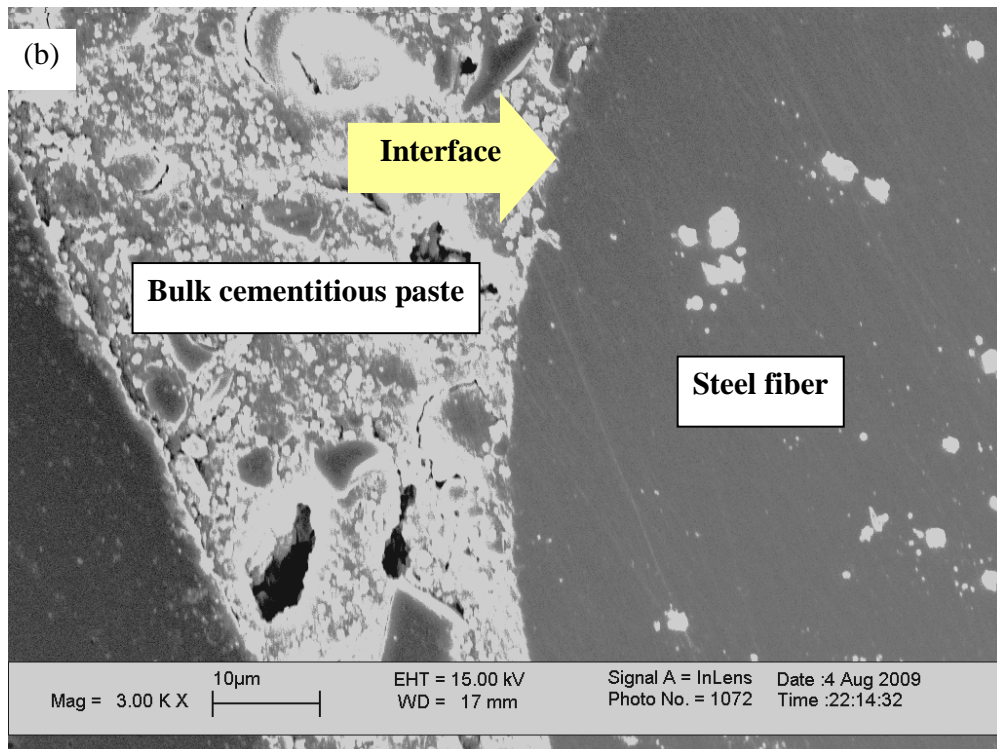 (b)
Interface
Bulk cementitious paste
Steel fiber
Mag = 3.00 K X
10μm
EHT = 15.00 kV
WD = 17 mm
Signal A = InLens
Photo No. = 1072
Date :4 Aug 2009
Time :22:14:32